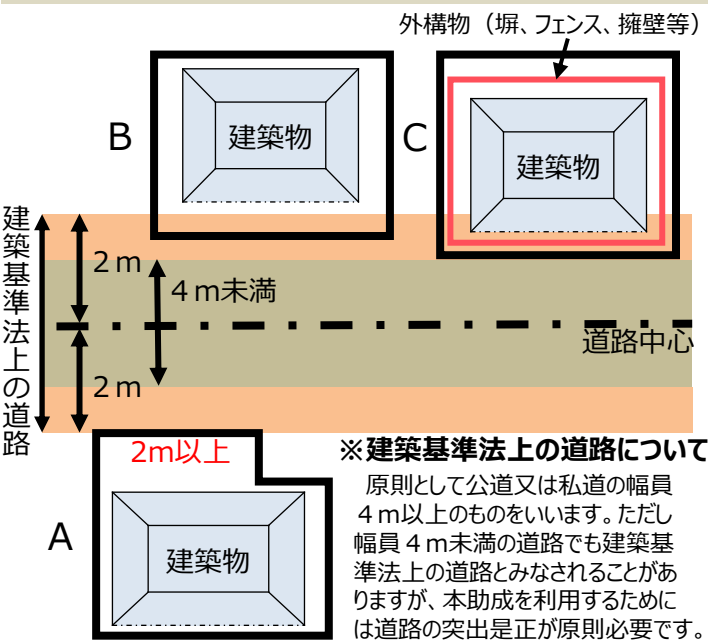 外構物（塀、フェンス、擁壁等）
B
建築物
C
建築物
建築基準法上の道路
２ｍ
４ｍ未満
道路中心
２ｍ
2m以上
A
建築物
※建築基準法上の道路について
原則として公道又は私道の幅員
４ｍ以上のものをいいます。ただし
幅員４ｍ未満の道路でも建築基
準法上の道路とみなされることがあ
りますが、本助成を利用するために
は道路の突出是正が原則必要です。